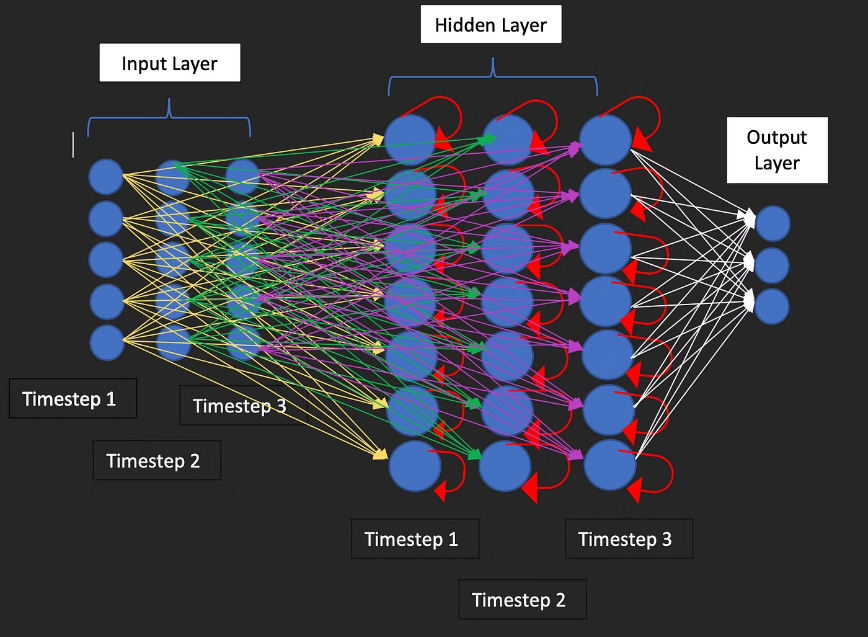 Hidden Layer
Input Layer
Output
Layer
Timestep 1
Timestep 3
Timestep 2
Timestep 1
Timestep 3
Timestep 2